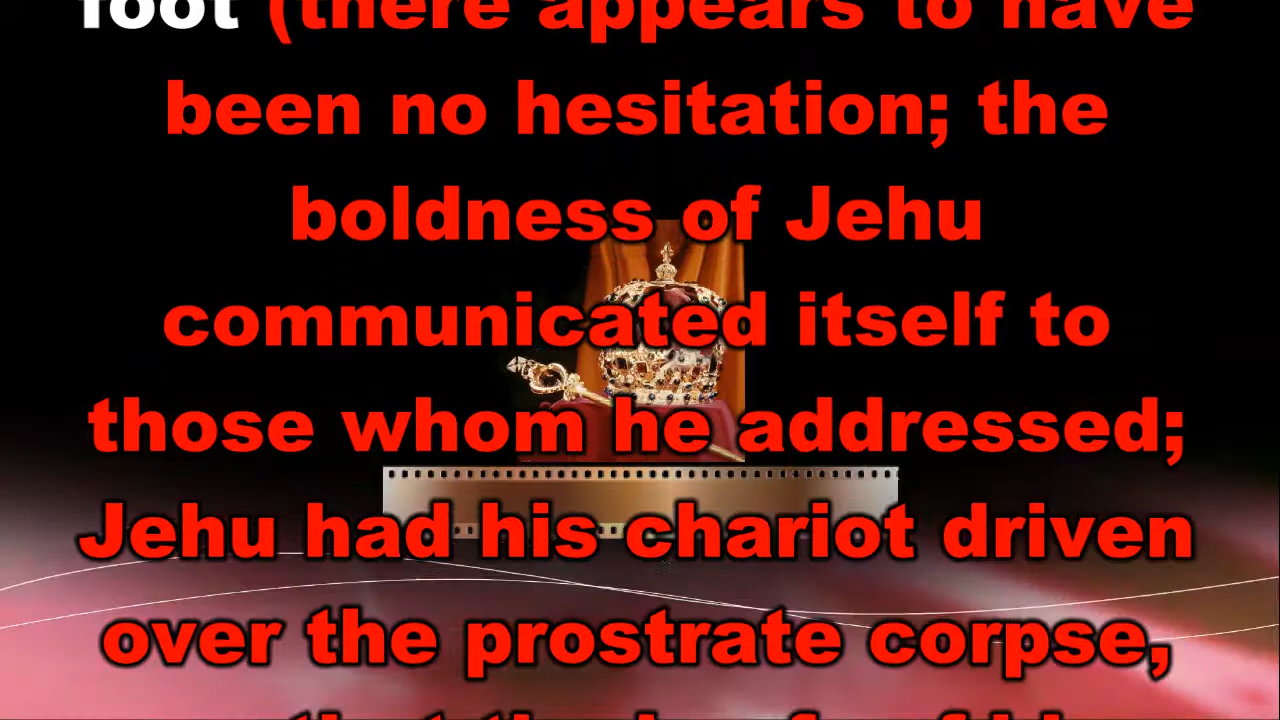 foot (there appears to have
been no hesitation; the
boldness of Jehu
communicated itself to
those whom he addressed;
Jehu had his chariot driven
over the prostrate corpse,